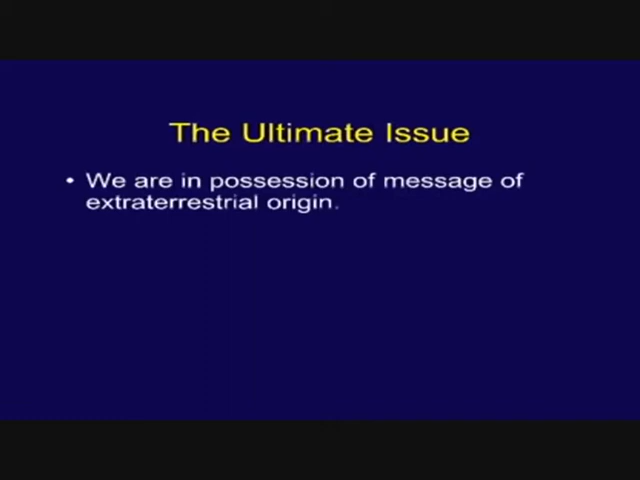 The Ultimate Issue
• We are in possession of message of
extraterrestrial origin.